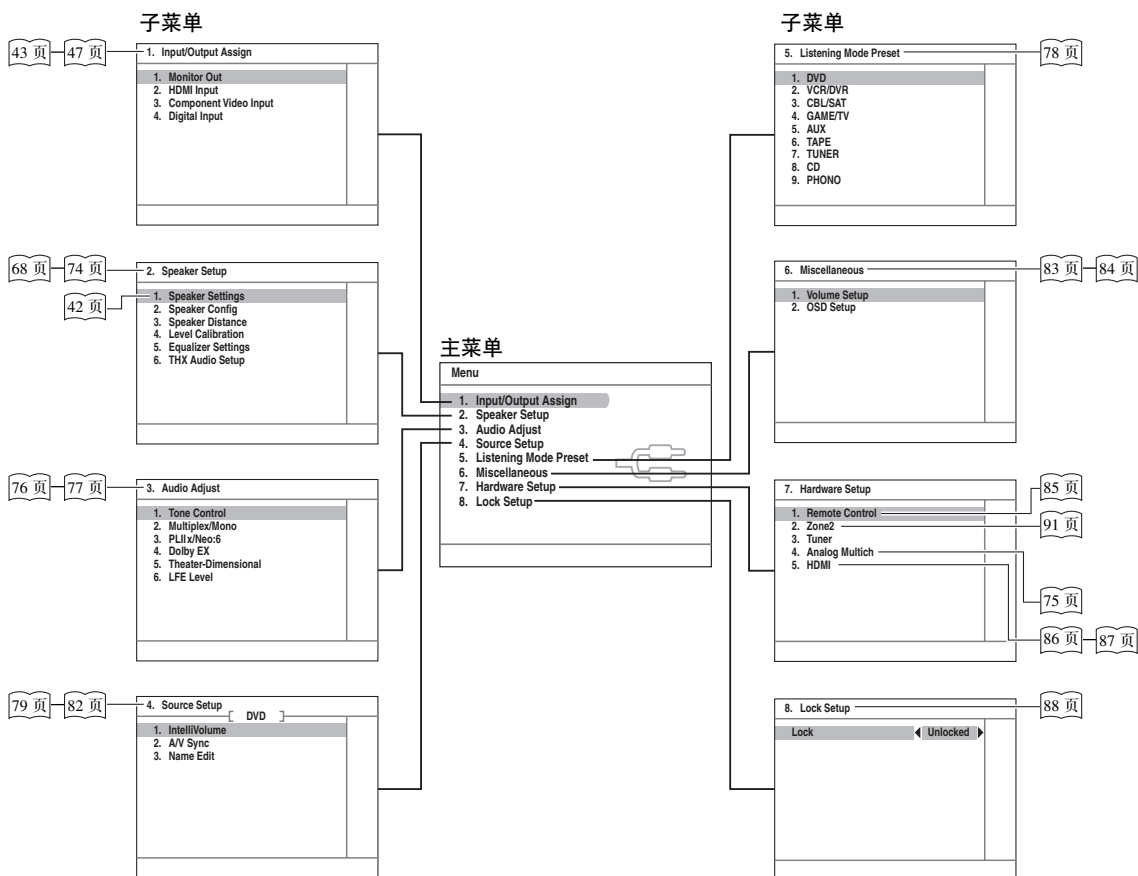 子菜单
43 页 47 页
1. Input/Output Assign
1. Monitor Out
2. HDMI Input
3. Component Video Input
4. Digital Input
68 页 74 页
2. Speaker Setup
42 页
1. Speaker Settings
2. Speaker Config
3. Speaker Distance
4. Level Calibration
5. Equalizer Settings
6. THX Audio Setup
76 页 77 页
3. Audio Adjust
1. Tone Control
2. Multiplex/Mono
3. PLIIx/Neo:6
4. Dolby EX
5. Theater-Dimensional
6. LFE Level
79 页 82 页
4. Source Setup
DVD
1. IntelliVolume
2. A/V Sync
3. Name Edit
主菜单
Menu
1. Input/Output Assign
2. Speaker Setup
3. Audio Adjust
4. Source Setup
5. Listening Mode Preset
6. Miscellaneous
7. Hardware Setup
8. Lock Setup
子菜单
5. Listening Mode Preset
78 页
1. DVD
2. VCR/DVR
3. CBL/SAT
4. GAME/TV
5. AUX
6. TAPE
7. TUNER
8. CD
9. PHONO
6. Miscellaneous
83 页 84 页
1. Volume Setup
2. OSD Setup
7. Hardware Setup
85 页
1. Remote Control
2. Zone2
91 页
3. Tuner
4. Analog Multich
5. HDMI
75 页
86 页 87 页
8. Lock Setup
88 页
Lock Unlocked